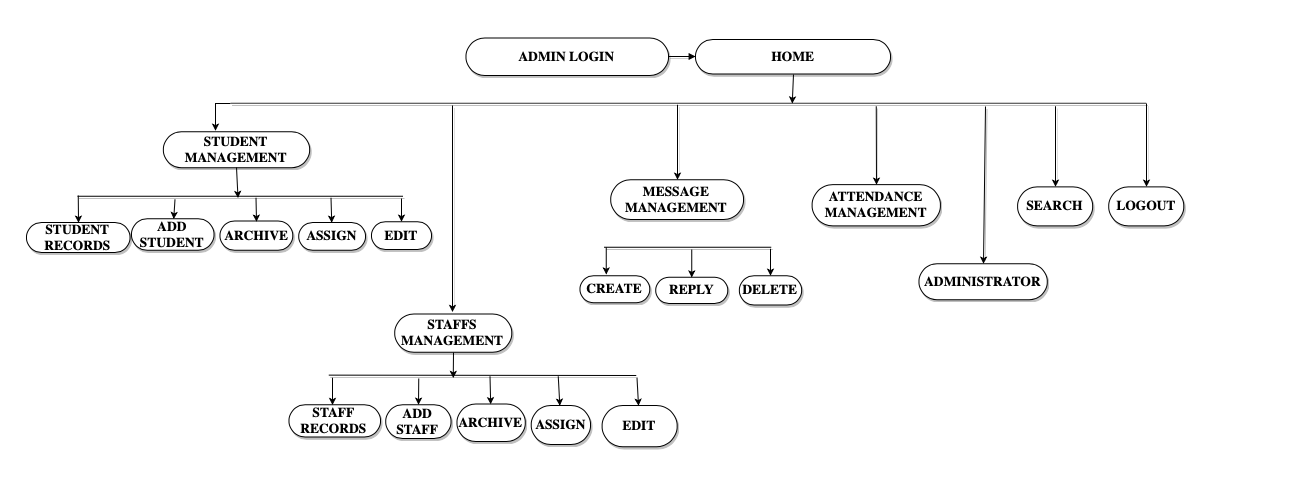 ADMIN LOGIN
HOME
STUDENT
MANAGEMENT
MESSAGE
MANAGEMENT
ATTENDANCE
MANAGEMENT
SEARCH
LOGOUT
STUDENT
RECORDS
ADD
STUDENT
ARCHIVE
ASSIGN
EDIT
CREATE
REPLY
DELETE
ADMINISTRATOR
STAFFS
MANAGEMENT
STAFF
RECORDS
ADD
STAFF
ARCHIVE
ASSIGN
EDIT